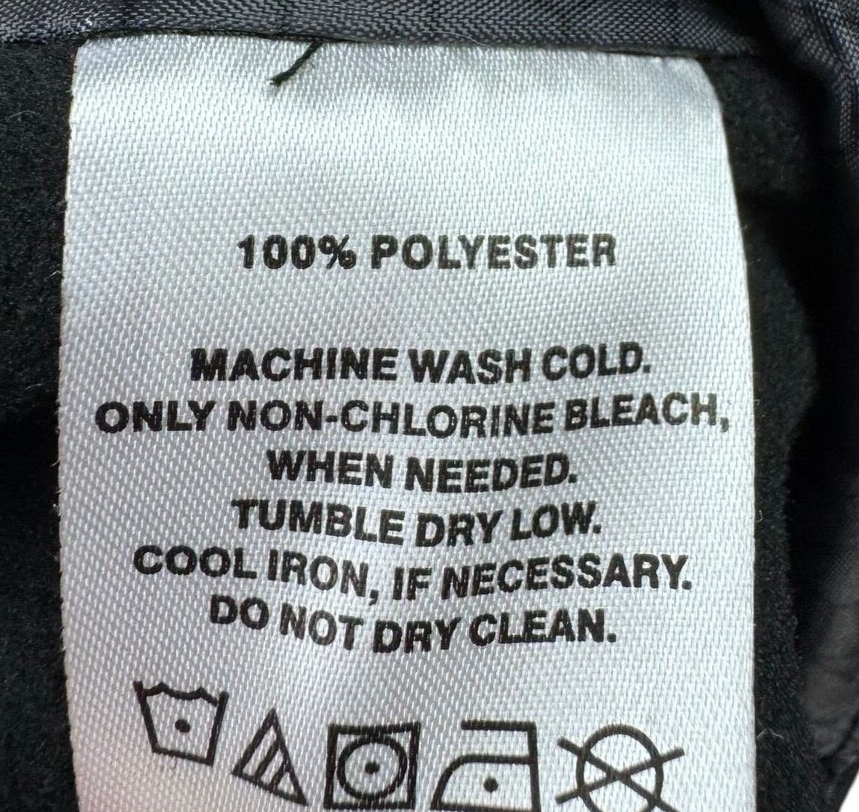 100% POLYESTER
MACHINE WASH COLD.
ONLY NON-CHLORINE BLEACH,
WHEN NEEDED.
TUMBLE DRY LOW.
COOL IRON, IF NECESSARY.
DO NOT DRY CLEAN.